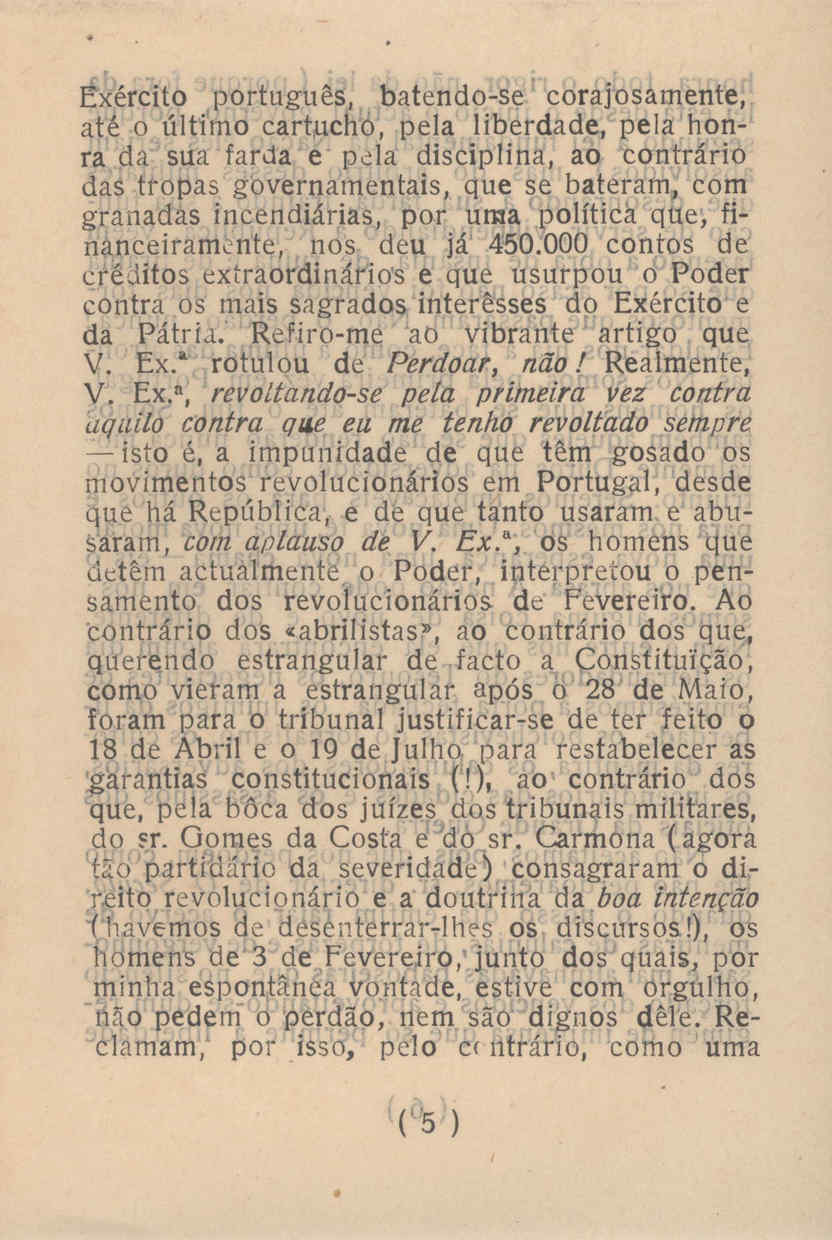 Exército português, batendo-se corajosamente,
até o último cartucho, pela liberdade, pela hon-
ra da sua farda e pela disciplina, ao contrário
das tropas governamentais, que se bateram, com
granadas incendiárias, por uma política que, fi-
nanceiramente, nos deu já 450.000 contos de
créditos extraordinários e que usurpou o Poder
contra os mais sagrados interêsses do Exército e
da Pátria. Refiro-me ao vibrante artigo que
V. Ex.ª rotulou de Perdoar, não! Realmente,
V. Ex.ª, revoltando-se pela primeira vez contra
aquilo contra que eu me tenho revoltado sempre
— isto é, a impunidade de que têm gosado os
movimentos revolucionários em Portugal, desde
que há República, e de que tanto usaram e abu-
saram, com aplauso de V. Ex.ª, os homens que
detêm actualmente o Poder, interpretou o pen-
samento dos revolucionários de Fevereiro. Ao
contrário dos «abrilistas», ao contrário dos que,
querendo estrangular de facto a Constituïção,
como vieram a estrangular após o 28 de Maio,
foram para o tribunal justificar-se de ter feito o
18 de Abril e o 19 de Julho para restabelecer as
garantias constitucionais (!), ao contrário dos
que, pela bôca dos juízes dos tribunais militares,
do sr. Gomes da Costa e do sr. Carmona (agora
tão partidário da severidade) consagraram o di-
reito revolucionário e a doutrina da boa intenção
(havemos de desenterrar-lhes os discursos!), os
homens de 3 de Fevereiro, junto dos quais, por
minha espontânea vontade, estive com orgulho,
não pedem o perdão, nem são dignos dêle. Re-
clamam, por isso, pelo contrário, como uma
(5)